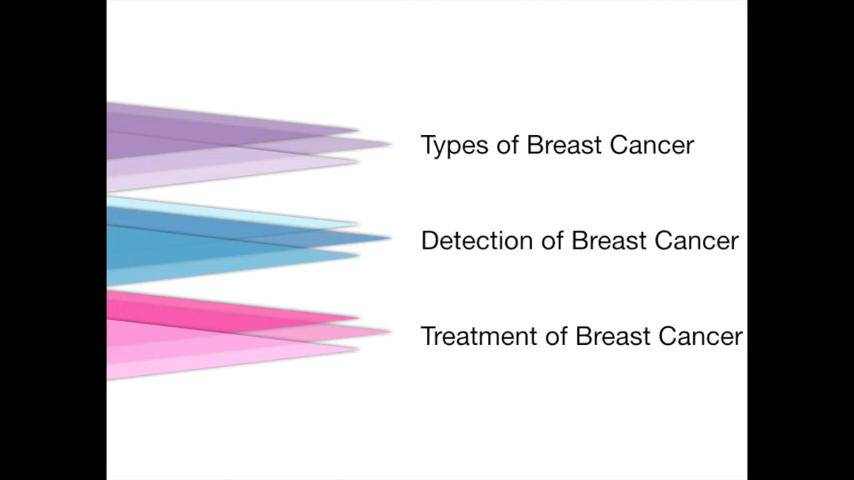 Types of Breast Cancer
Detection of Breast Cancer
Treatment of Breast Cancer